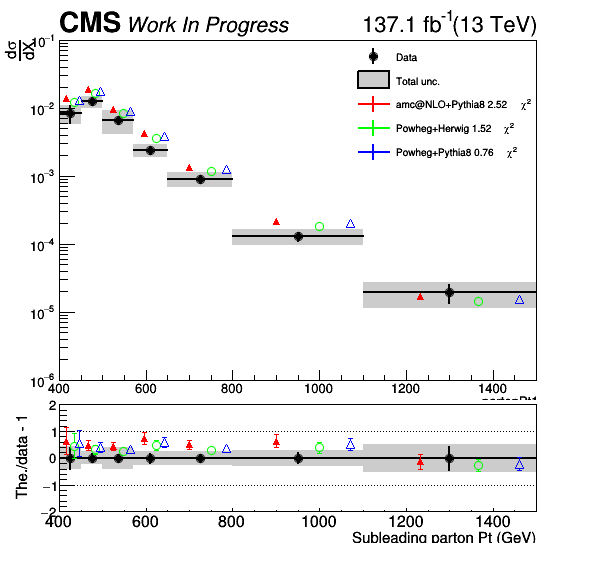 CMS Work In Progress 137.1 fb⁻¹(13 TeV)
dσ
dX
10⁻¹
10⁻²
10⁻³
10⁻⁴
10⁻⁵
10⁻⁶
Data
Total unc.
amc@NLO+Pythia8 2.52 χ²
Powheg+Herwig 1.52 χ²
Powheg+Pythia8 0.76 χ²
400 600 800 1000 1200 1400
The./data - 1
2
1
0
−1
−2
400 600 800 1000 1200 1400
Subleading parton Pt (GeV)